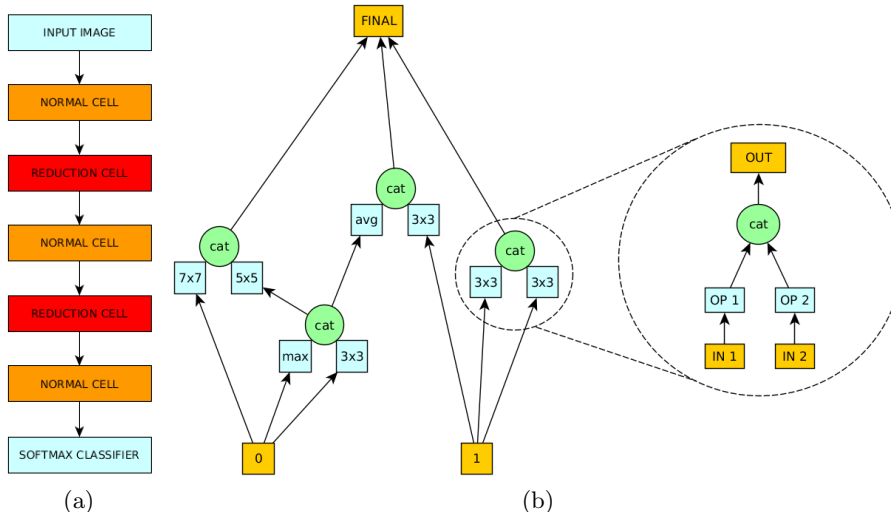 INPUT IMAGE
NORMAL CELL
REDUCTION CELL
NORMAL CELL
REDUCTION CELL
NORMAL CELL
SOFTMAX CLASSIFIER
(a)
FINAL
cat
avg
3x3
cat
7x7
5x5
cat
3x3
3x3
cat
max
3x3
0
1
OUT
cat
OP 1
OP 2
IN 1
IN 2
(b)